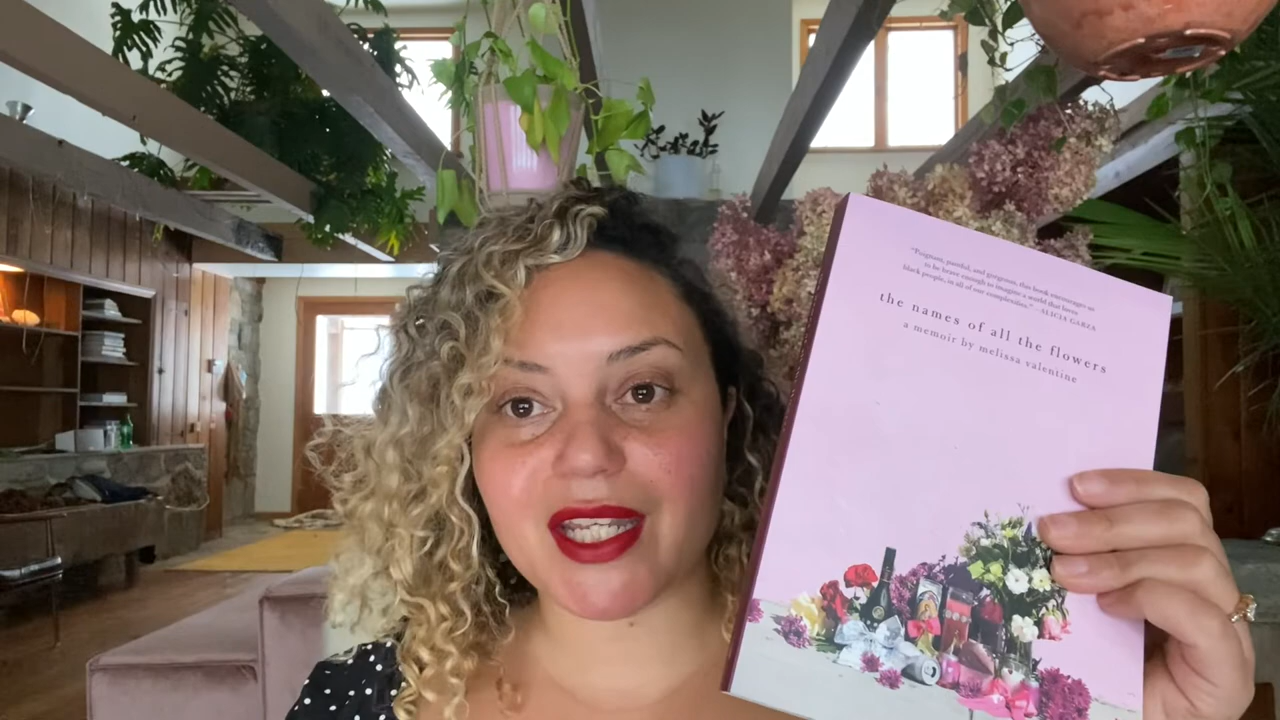 “Poignant, painful, and gorgeous, this book encourages us
to be brave enough to imagine a world that loves
black people, in all of our complexities.” —ALICIA GARZA
the names of all the flowers
a memoir by melissa valentine